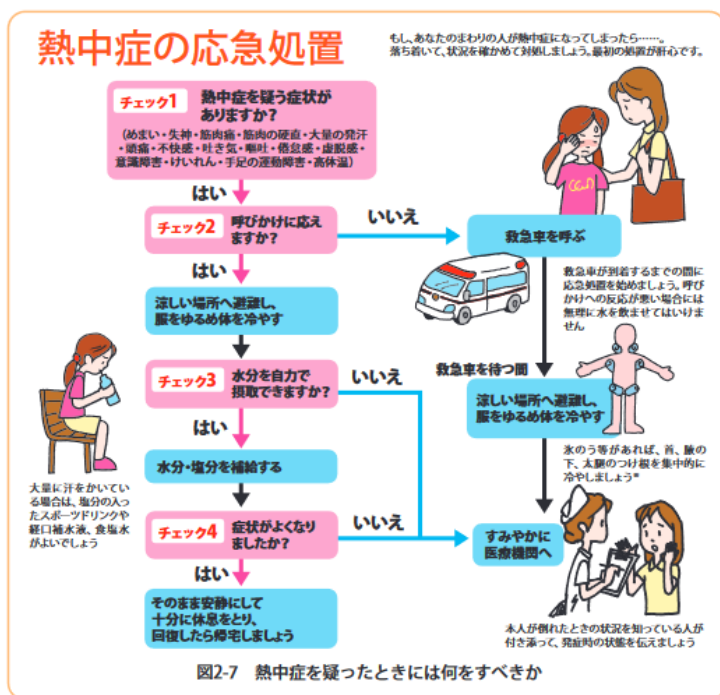 熱中症の応急処置
もし、あなたのまわりの人が熱中症になってしまったら……。
落ち着いて、状況を確かめて対処しましょう。最初の処置が肝心です。
チェック1
熱中症を疑う症状が
ありますか?
(めまい・失神・筋肉痛・筋肉の硬直・大量の発汗
・頭痛・不快感・吐き気・嘔吐・倦怠感・虚脱感・
意識障害・けいれん・手足の運動障害・高体温)
はい
チェック2
呼びかけに応え
ますか?
いいえ
救急車を呼ぶ
はい
涼しい場所へ避難し、
服をゆるめ体を冷やす
救急車が到着するまでの間に
応急処置を始めましょう。呼び
かけへの反応が悪い場合には
無理に水を飲ませてはいけま
せん
チェック3
水分を自力で
摂取できますか?
いいえ
救急車を待つ間
涼しい場所へ避難し、
服をゆるめ体を冷やす
はい
水分・塩分を補給する
氷のう等があれば、首、腋の
下、太腿のつけ根を集中的に
冷やしましょう*
大量に汗をかいてい
る場合は、塩分の入っ
たスポーツドリンクや
経口補水液、食塩水
がよいでしょう
チェック4
症状がよくなり
ましたか?
いいえ
すみやかに
医療機関へ
はい
そのまま安静にして
十分に休息をとり、
回復したら帰宅しましょう
本人が倒れたときの状況を知っている人が
付き添って、発症時の状態を伝えましょう
図2-7 熱中症を疑ったときには何をすべきか